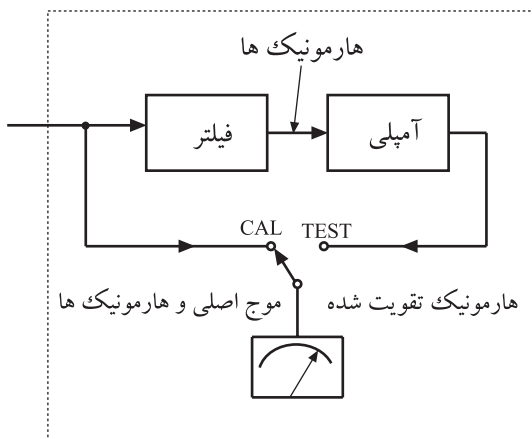 هارمونیک ها
فیلتر
آمپلی
CAL
TEST
موج اصلی و هارمونیک ها
هارمونیک تقویت شده